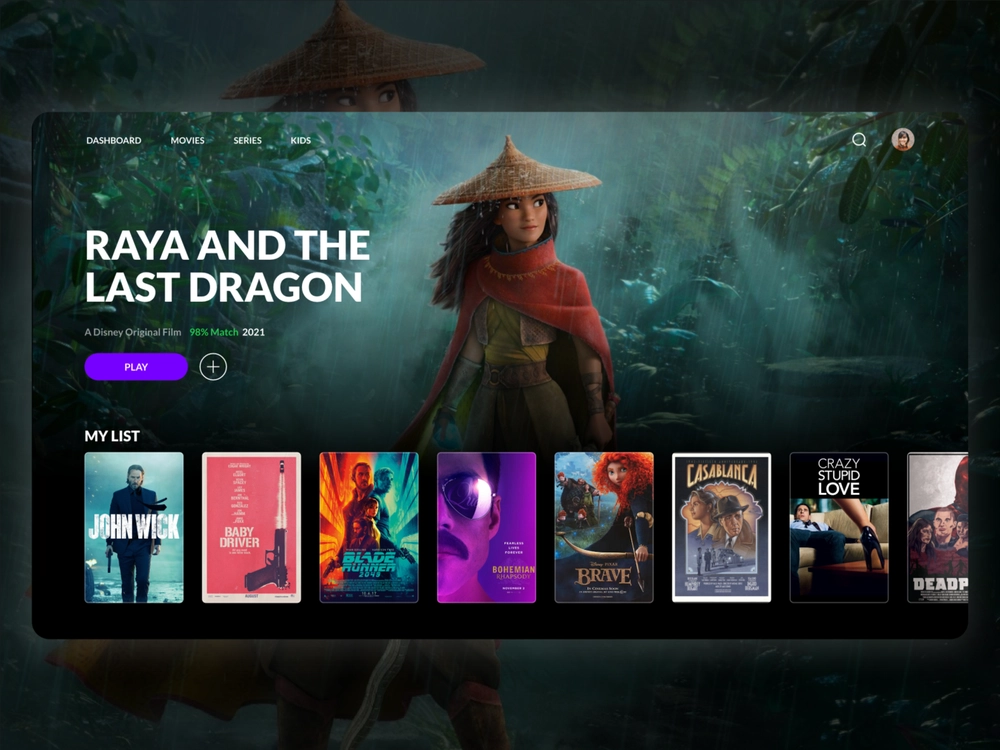 DASHBOARD MOVIES SERIES KIDS
RAYA AND THE
LAST DRAGON
A Disney Original Film 98% Match 2021
PLAY
MY LIST
JOHN WICK
BABY
DRIVER
AUGUST
BLADE
RUNNER
2049
FEARLESS
LIVES
FOREVER
BOHEMIAN
RHAPSODY
NOVEMBER 2
DISNEY PIXAR
BRAVE
CASABLANCA
CRAZY
STUPID
LOVE
DEADP